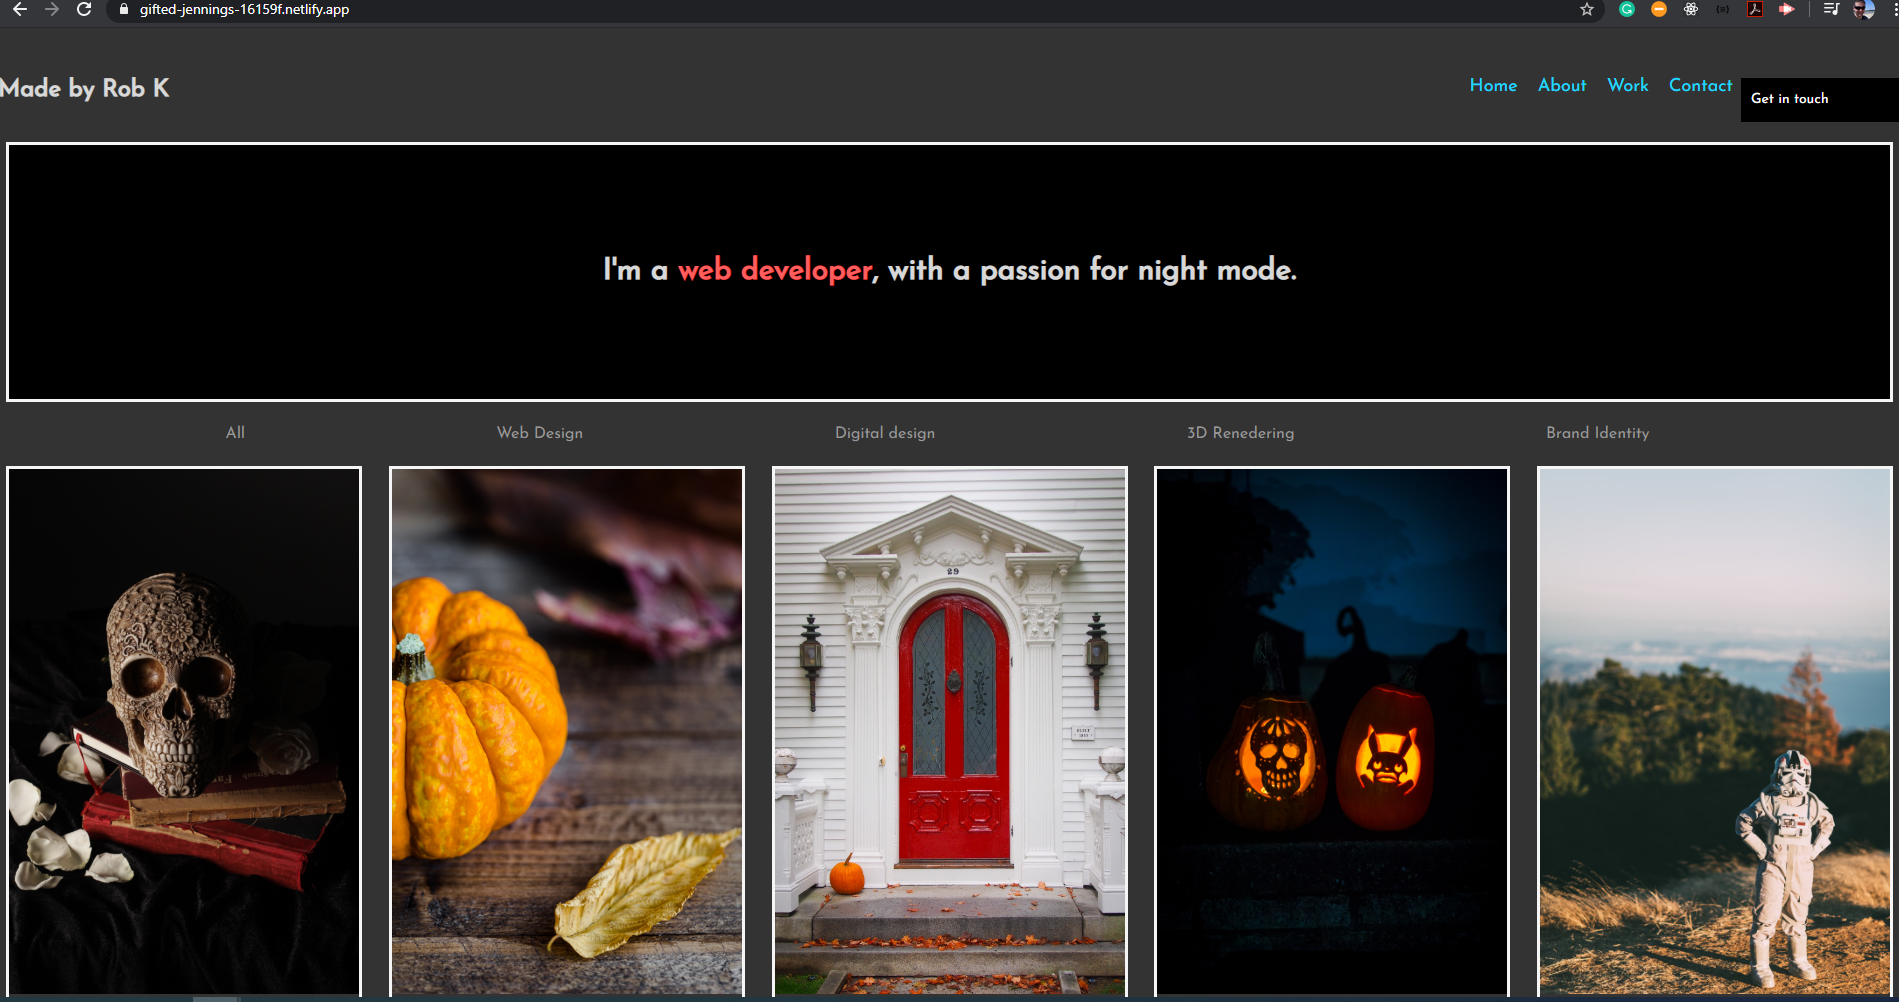 gifted-jennings-16159f.netlify.app
Made by Rob K
Home About Work Contact Get in touch
I'm a web developer, with a passion for night mode.
All Web Design Digital design 3D Renedering Brand Identity
29